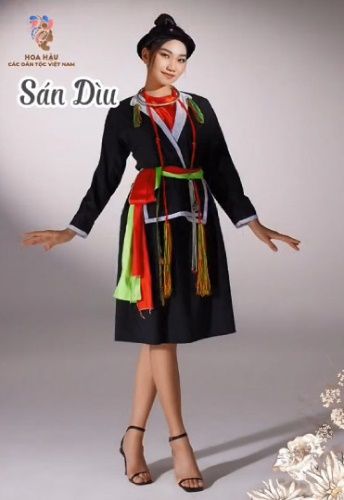 HOA HẬU
CÁC DÂN TỘC VIỆT NAM
Sán Dìu